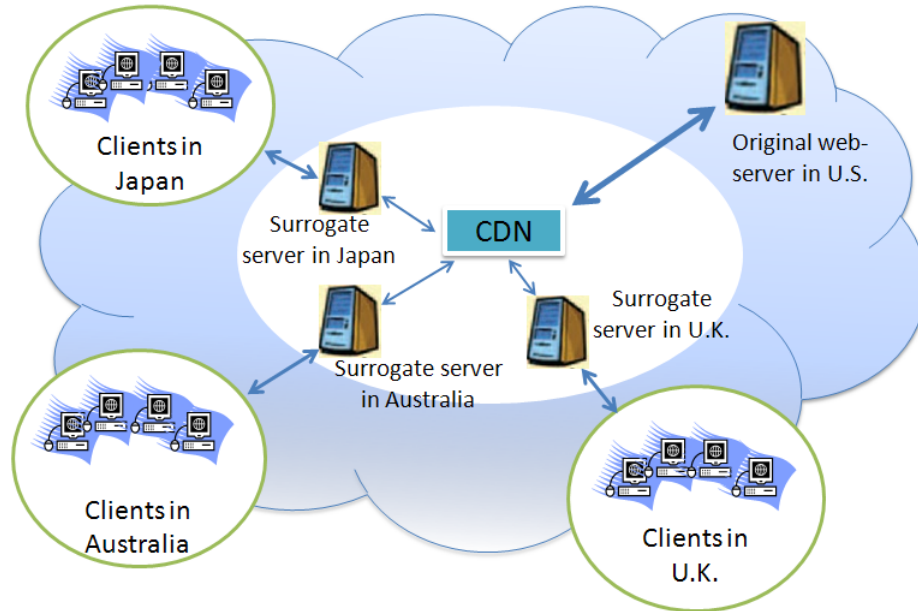 Clients in
Japan
Original web-
server in U.S.
Surrogate
server in Japan
CDN
Surrogate
server in U.K.
Surrogate server
in Australia
Clients in
Australia
Clients in
U.K.